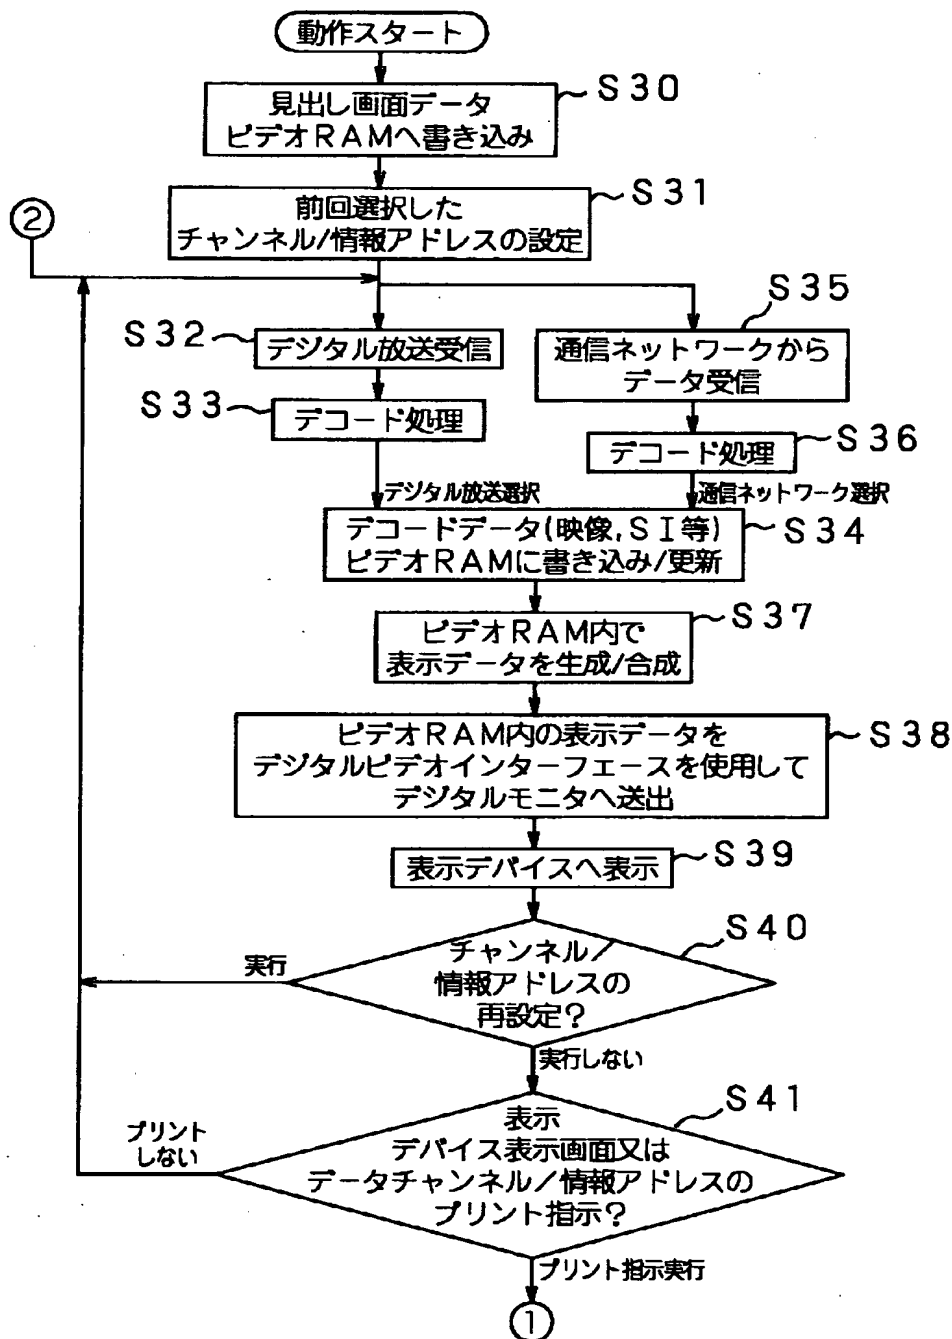 動作スタート
見出し画面データ
ビデオRAMへ書き込み
S30
前回選択した
チャンネル/情報アドレスの設定
S31
②
S32
デジタル放送受信
S35
通信ネットワークから
データ受信
S33
デコード処理
S36
デコード処理
デジタル放送選択
通信ネットワーク選択
デコードデータ(映像,SI等)
ビデオRAMに書き込み/更新
S34
ビデオRAM内で
表示データを生成/合成
S37
ビデオRAM内の表示データを
デジタルビデオインターフェースを使用して
デジタルモニタへ送出
S38
表示デバイスへ表示
S39
チャンネル/
情報アドレスの
再設定?
S40
実行
実行しない
表示
デバイス表示画面又は
データチャンネル/情報アドレスの
プリント指示?
S41
プリント
しない
プリント指示実行
①